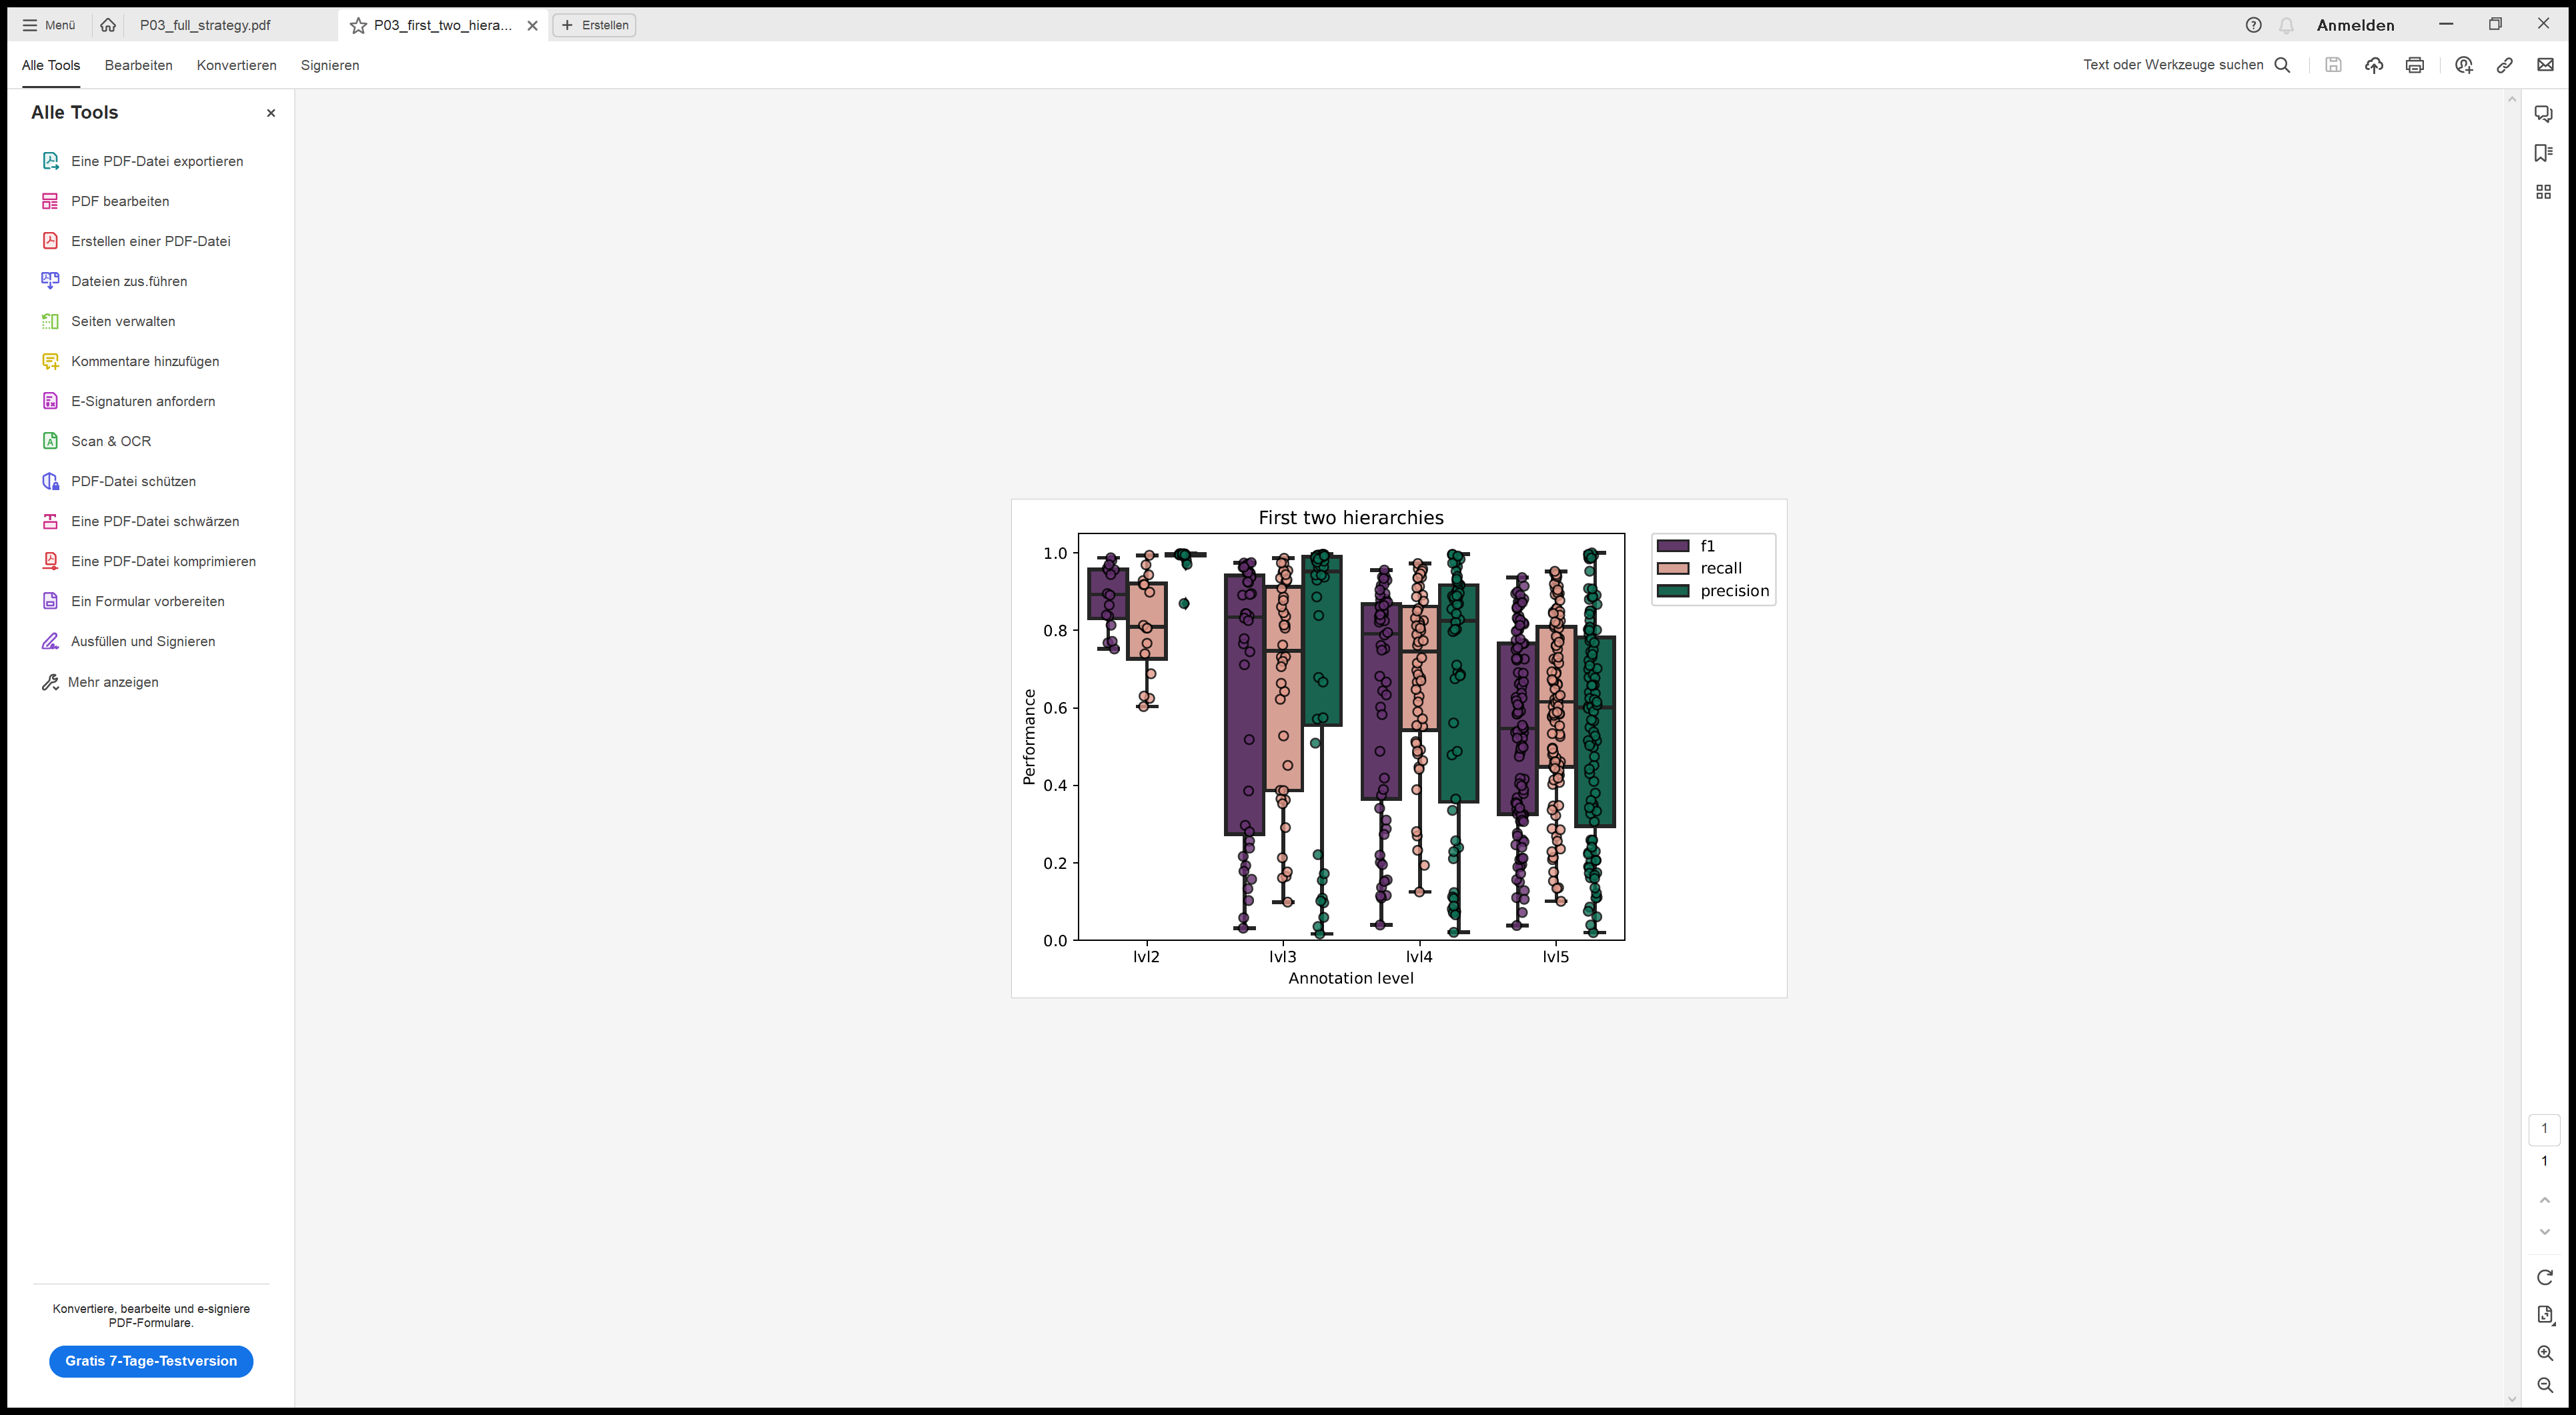 Menü
P03_full_strategy.pdf
P03_first_two_hiera...
Erstellen
Anmelden
Alle Tools
Bearbeiten
Konvertieren
Signieren
Text oder Werkzeuge suchen
Alle Tools
Eine PDF-Datei exportieren
PDF bearbeiten
Erstellen einer PDF-Datei
Dateien zus.führen
Seiten verwalten
Kommentare hinzufügen
E-Signaturen anfordern
Scan & OCR
PDF-Datei schützen
Eine PDF-Datei schwärzen
Eine PDF-Datei komprimieren
Ein Formular vorbereiten
Ausfüllen und Signieren
Mehr anzeigen
Konvertiere, bearbeite und e-signiere
PDF-Formulare.
Gratis 7-Tage-Testversion
First two hierarchies
1.0
0.8
0.6
0.4
0.2
0.0
Performance
lvl2
lvl3
lvl4
lvl5
Annotation level
f1
recall
precision
1
1